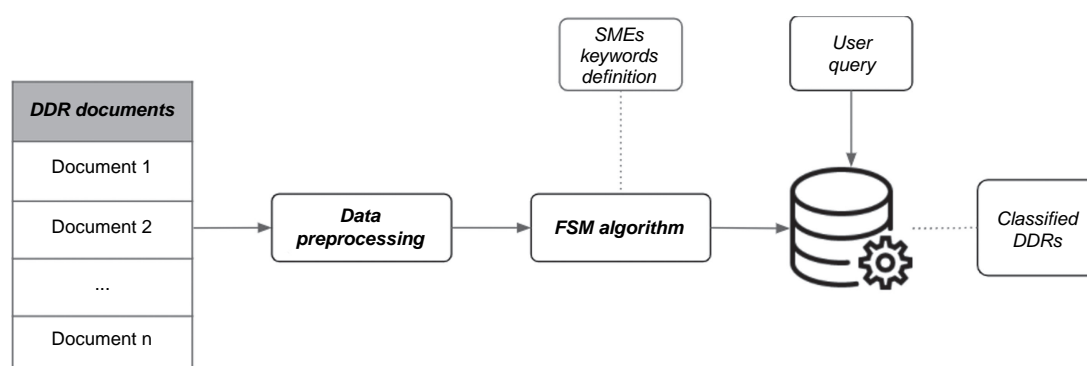 SMEs
keywords
definition
User
query
DDR documents
Document 1
Document 2
...
Document n
Data
preprocessing
FSM algorithm
Classified
DDRs